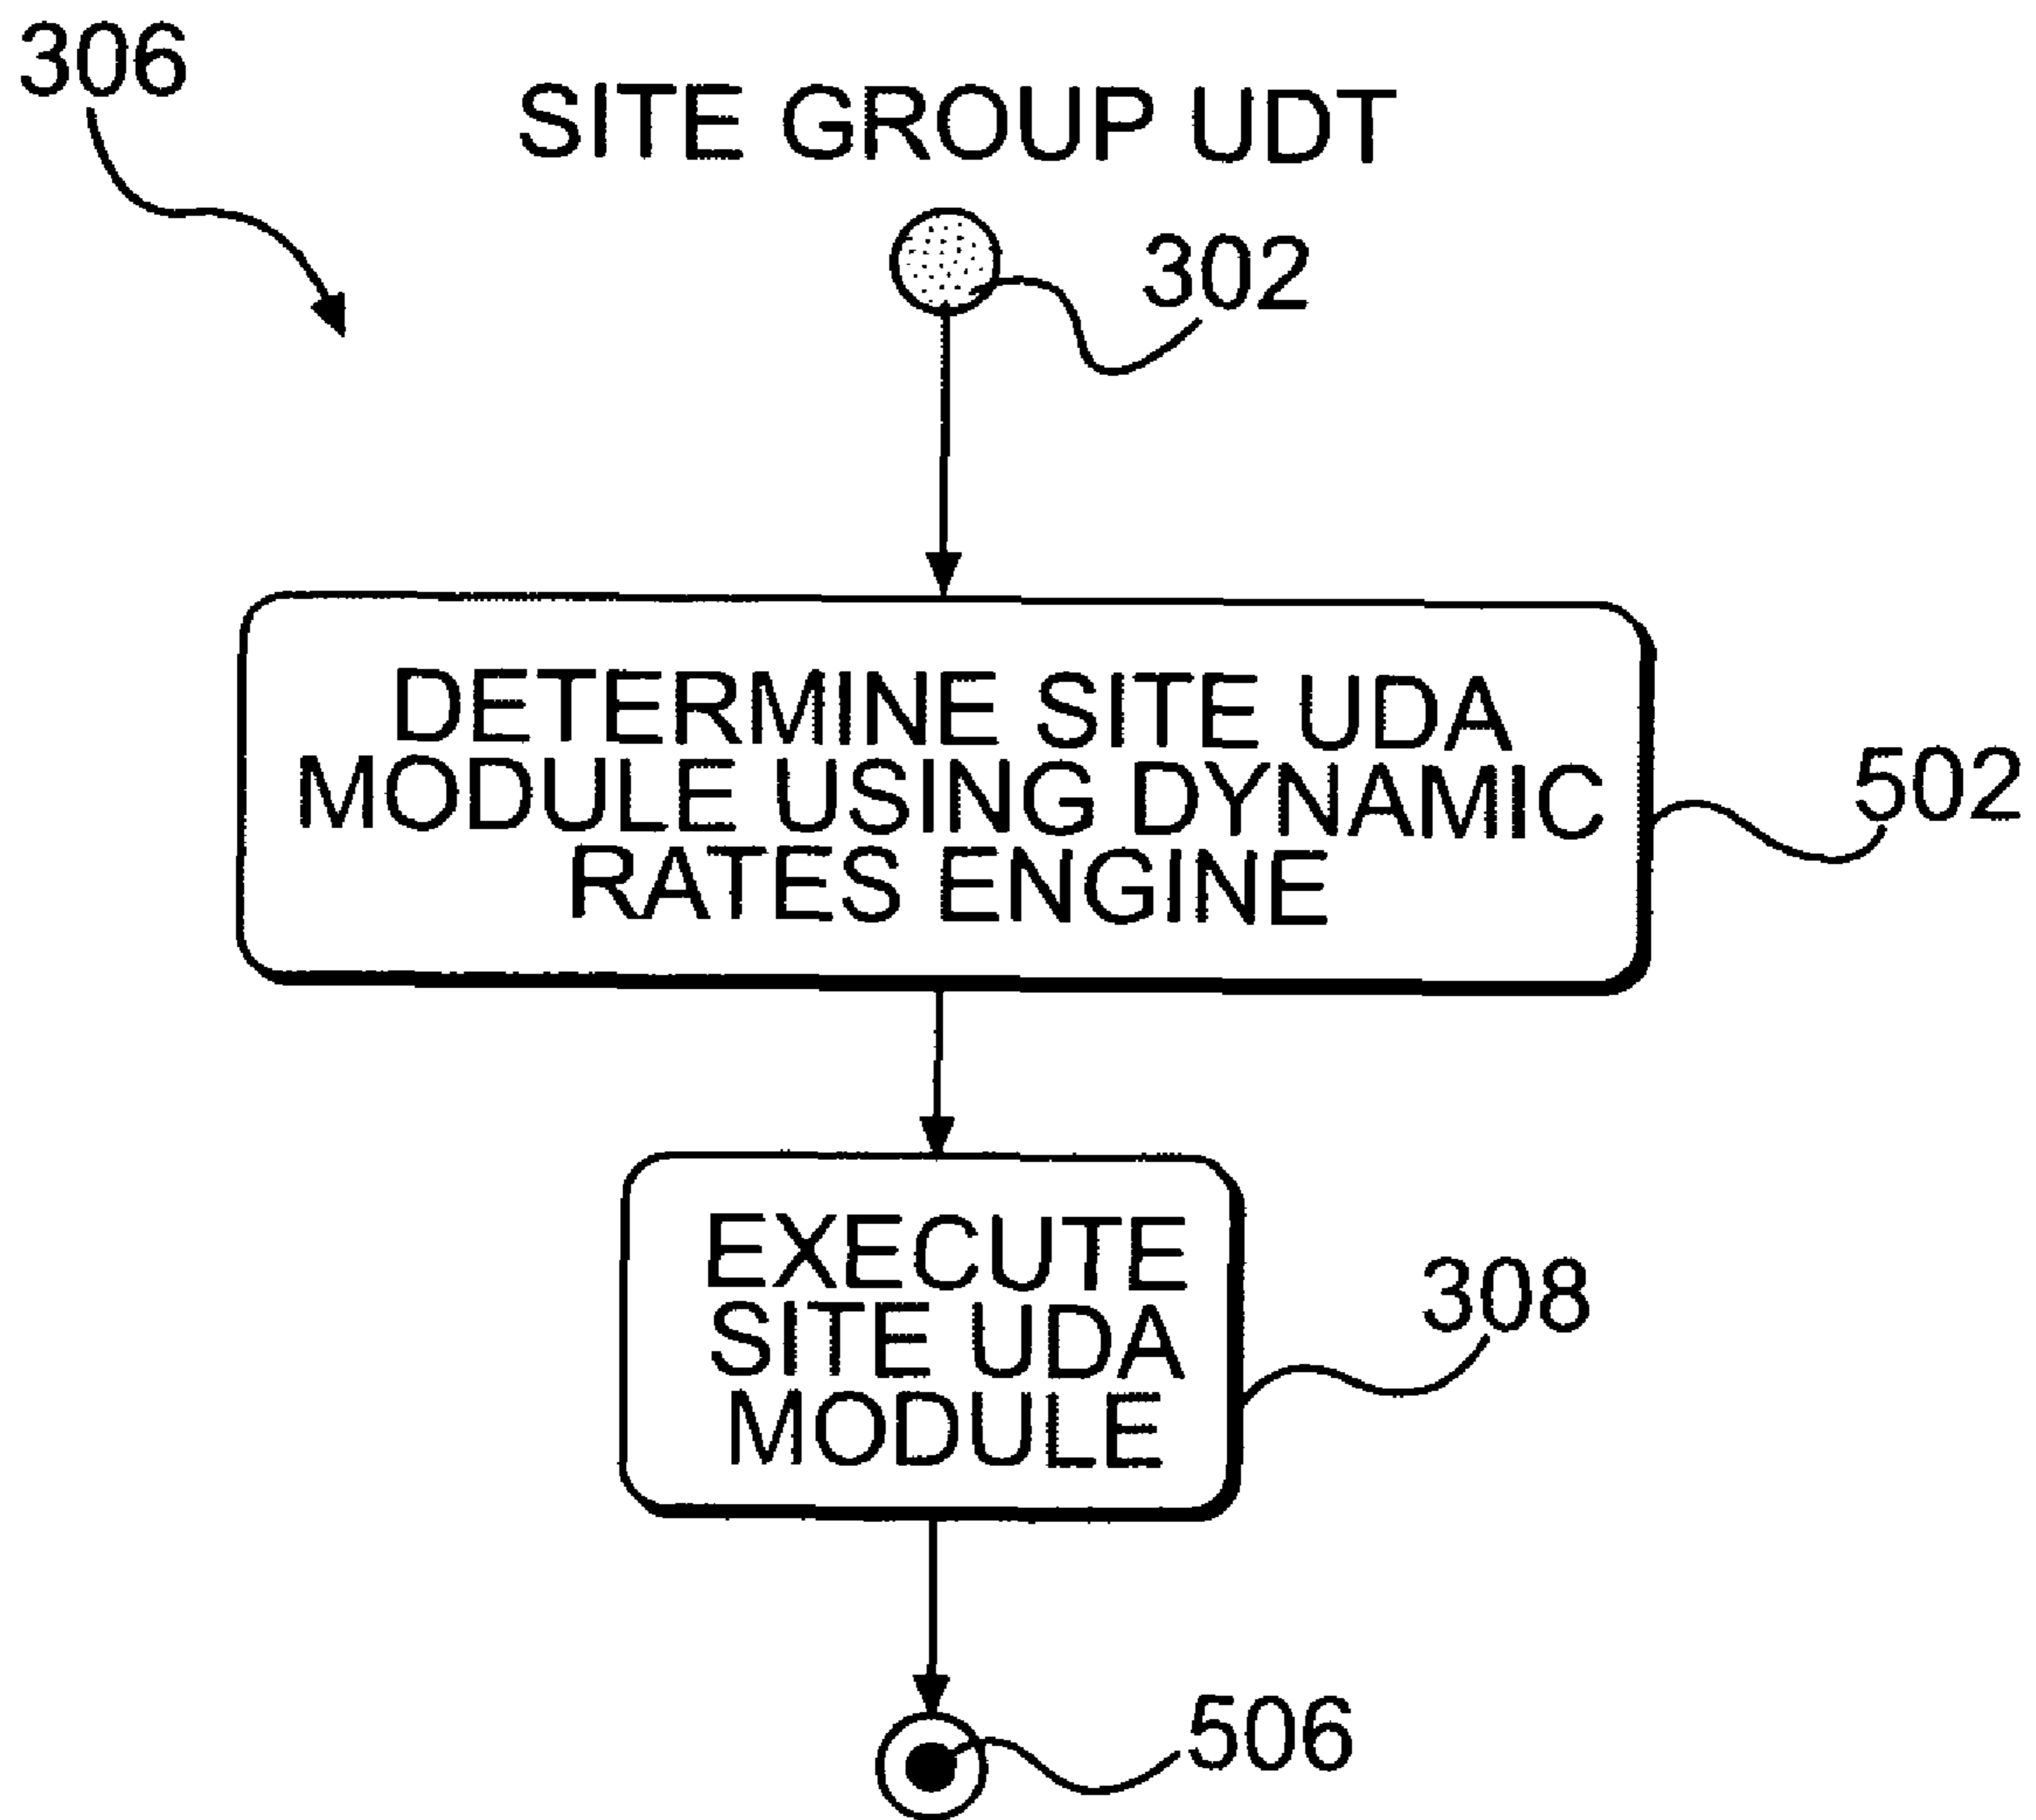 306
SITE GROUP UDT
302
DETERMINE SITE UDA
MODULE USING DYNAMIC
RATES ENGINE
502
EXECUTE
SITE UDA
MODULE
308
506